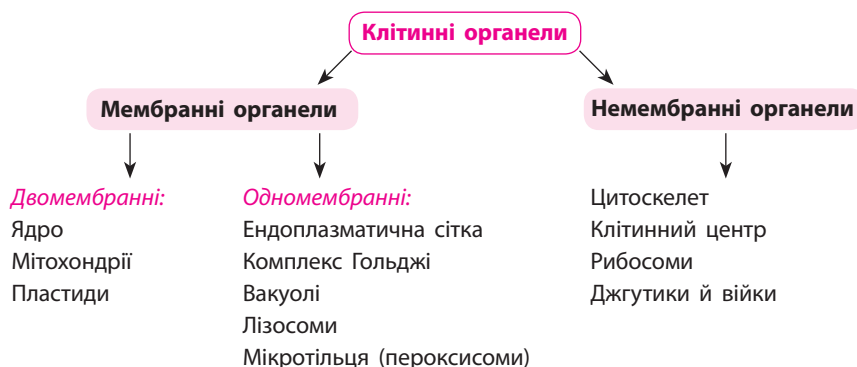 Клітинні органели
Мембранні органели
Немембранні органели
Двомембранні:
Ядро
Мітохондрії
Пластиди
Одномембранні:
Ендоплазматична сітка
Комплекс Гольджі
Вакуолі
Лізосоми
Мікротільця (пероксисоми)
Цитоскелет
Клітинний центр
Рибосоми
Джгутики й війки